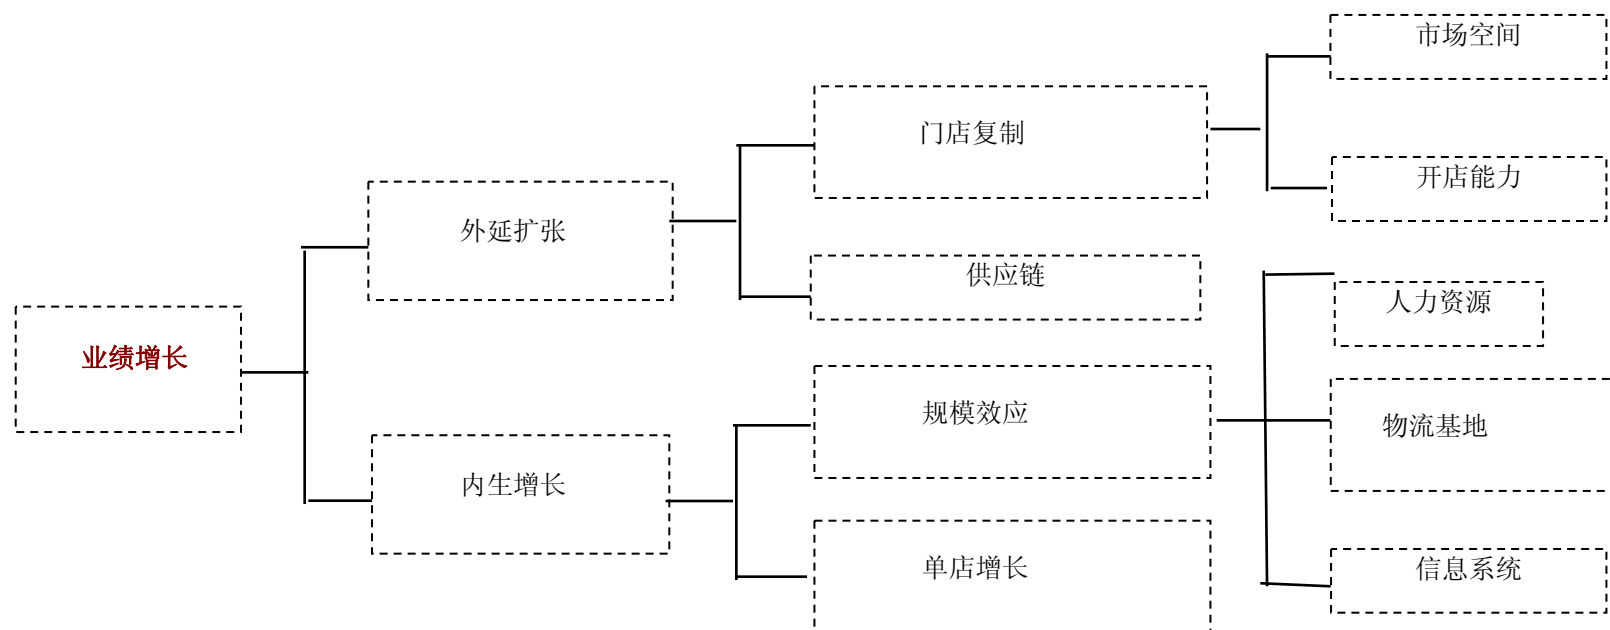 市场空间
门店复制
开店能力
外延扩张
供应链
人力资源
业绩增长
规模效应
物流基地
内生增长
单店增长
信息系统